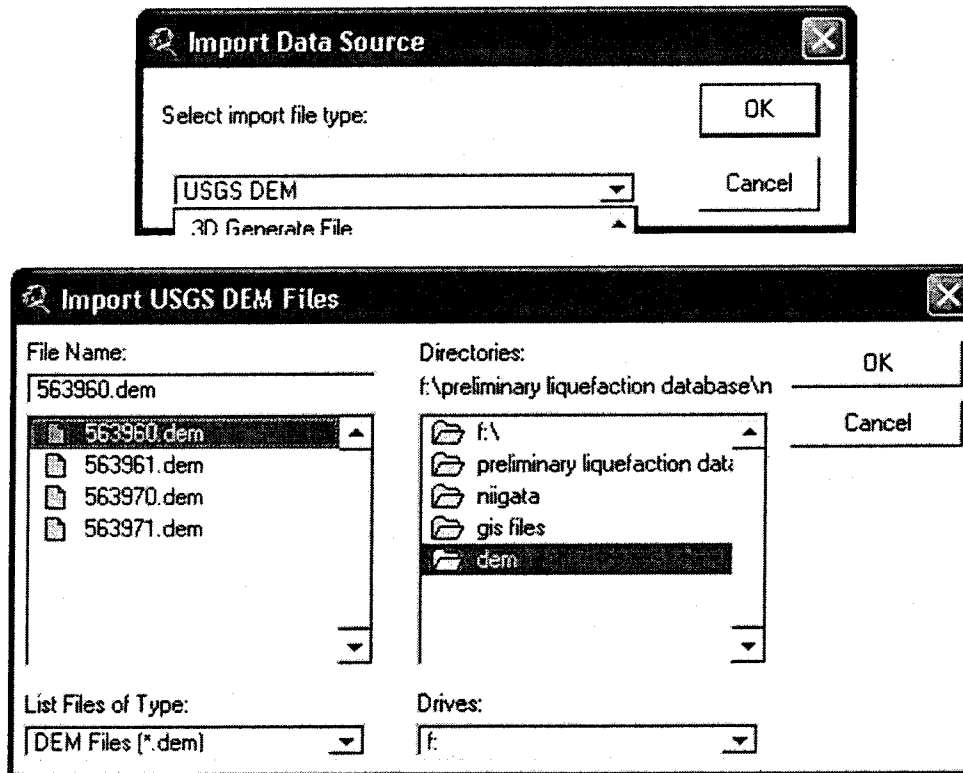 Import Data Source
Select import file type:
OK
USGS DEM
Cancel
3D Generate File
Import USGS DEM Files
File Name:
Directories:
OK
563960.dem
f:\preliminary liquefaction database\n
Cancel
563960.dem
f:\
563961.dem
preliminary liquefaction data
563970.dem
niigata
563971.dem
gis files
dem
List Files of Type:
Drives:
DEM Files (*.dem)
f: